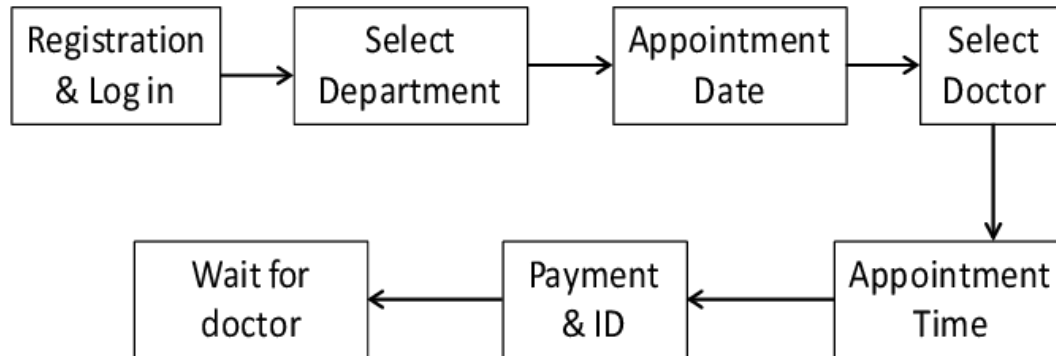 Registration
& Log in
Select
Department
Appointment
Date
Select
Doctor
Appointment
Time
Payment
& ID
Wait for
doctor